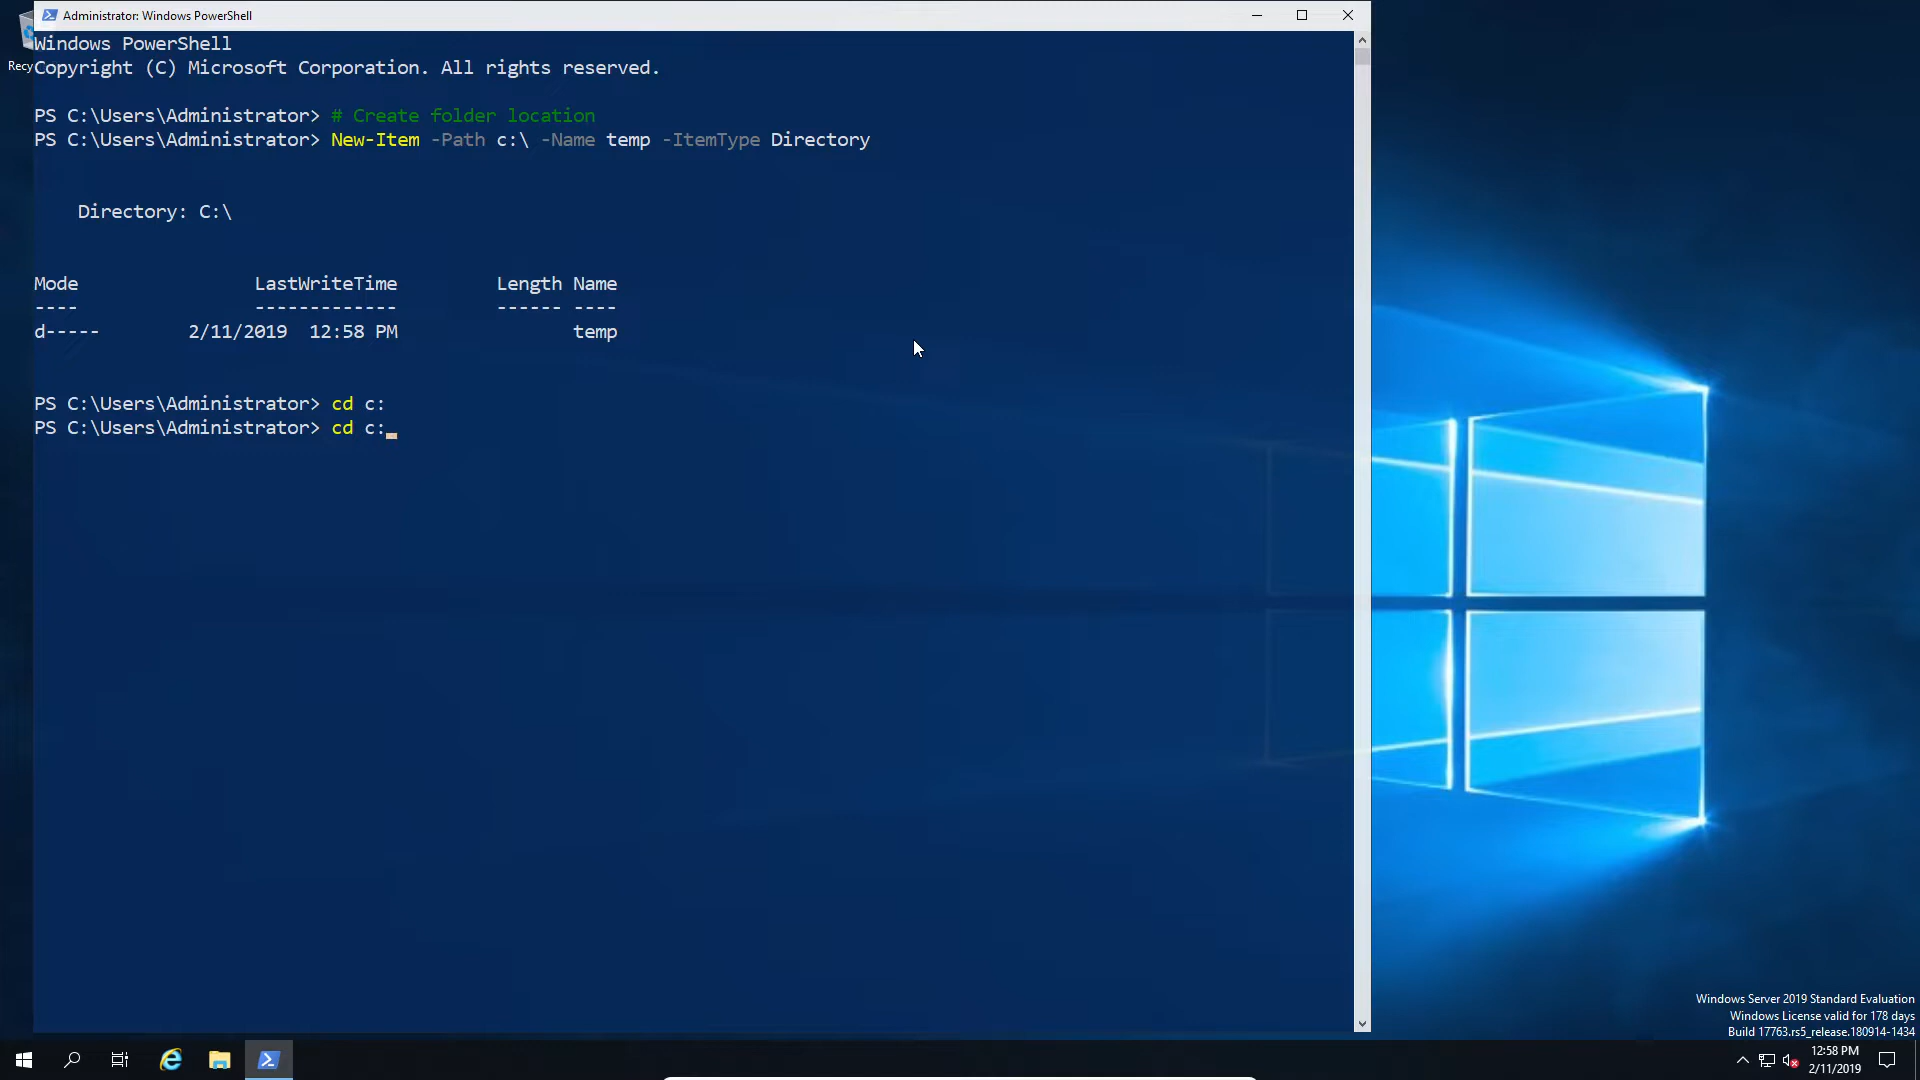 Administrator: Windows PowerShell
Windows PowerShell
Recy
Copyright (C) Microsoft Corporation. All rights reserved.
PS C:\Users\Administrator> # Create folder location
PS C:\Users\Administrator> New-Item -Path c:\ -Name temp -ItemType Directory
Directory: C:\
Mode LastWriteTime Length Name
---- ------------- ------ ----
d----- 2/11/2019 12:58 PM temp
PS C:\Users\Administrator> cd c:
PS C:\Users\Administrator> cd c:
Windows Server 2019 Standard Evaluation
Windows License valid for 178 days
Build 17763.rs5_release.180914-1434
12:58 PM
2/11/2019